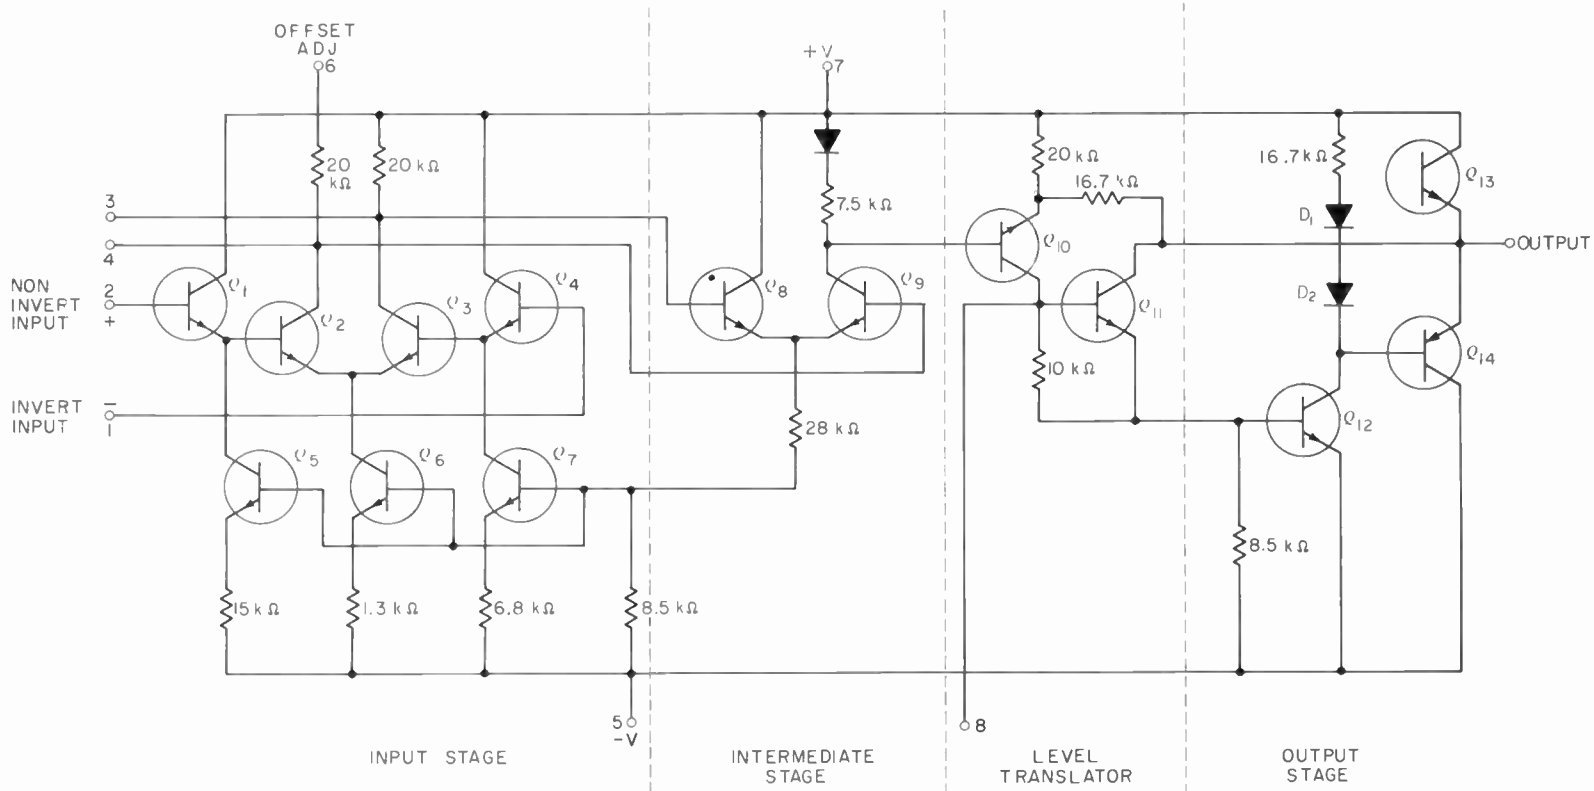 OFFSET
ADJ
6
+V
7
20
kΩ
20 kΩ
20 kΩ
16.7 kΩ
16.7 kΩ
Q13
7.5 kΩ
3
4
D1
OUTPUT
Q10
NON
INVERT
INPUT
2
+
Q1
Q2
Q3
Q4
Q8
Q9
Q11
D2
Q14
10 kΩ
INVERT
INPUT
–
1
28 kΩ
Q12
Q5
Q6
Q7
8.5 kΩ
15 kΩ
1.3 kΩ
6.8 kΩ
8.5 kΩ
5
-V
8
INPUT STAGE
INTERMEDIATE
STAGE
LEVEL
TRANSLATOR
OUTPUT
STAGE